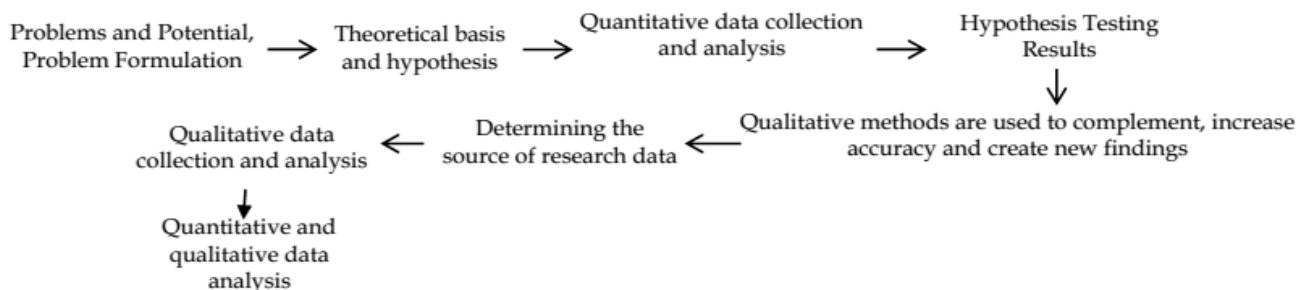 Problems and Potential,
Problem Formulation
Theoretical basis
and hypothesis
Quantitative data collection
and analysis
Hypothesis Testing
Results
Qualitative methods are used to complement, increase
accuracy and create new findings
Determining the
source of research data
Qualitative data
collection and analysis
Quantitative and
qualitative data
analysis